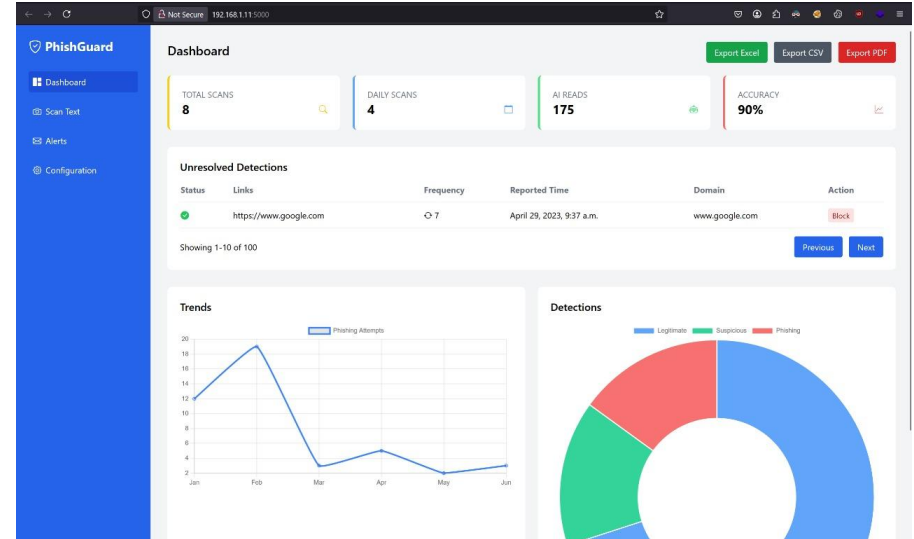 Not Secure 192.168.1.11:5000
PhishGuard
Dashboard
Scan Text
Alerts
Configuration
Dashboard
Export Excel Export CSV Export PDF
TOTAL SCANS
8
DAILY SCANS
4
AI READS
175
ACCURACY
90%
Unresolved Detections
Status Links Frequency Reported Time Domain Action
https://www.google.com 7 April 29, 2023, 9:37 a.m. www.google.com Block
Showing 1-10 of 100
Previous Next
Trends
Phishing Attempts
20
18
16
14
12
10
8
6
4
2
Jan Feb Mar Apr May Jun
Detections
Legitimate Suspicious Phishing